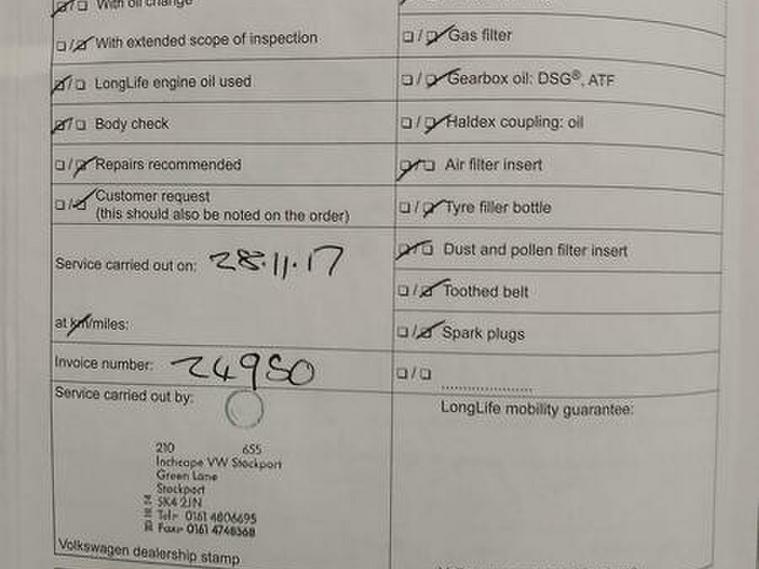 With oil change
With extended scope of inspection
LongLife engine oil used
Body check
Repairs recommended
Customer request
(this should also be noted on the order)
Service carried out on: 28.11.17
at km/miles:
Invoice number: 24950
Service carried out by:
210 655
Inchcape VW Stockport
Green Lane
Stockport
SK4 2JN
Tel:- 0161 4806695
Fax:- 0161 4748368
Volkswagen dealership stamp
Gas filter
Gearbox oil: DSG®, ATF
Haldex coupling: oil
Air filter insert
Tyre filler bottle
Dust and pollen filter insert
Toothed belt
Spark plugs
LongLife mobility guarantee: